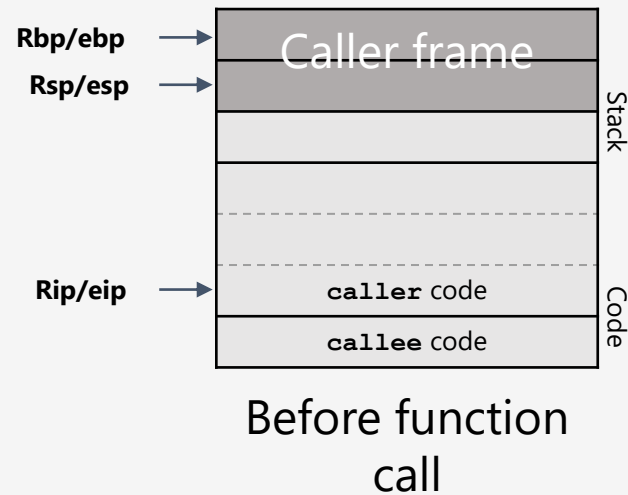 Rbp/ebp
Caller frame
Rsp/esp
Stack
Rip/eip
caller code
Code
callee code
Before function
call